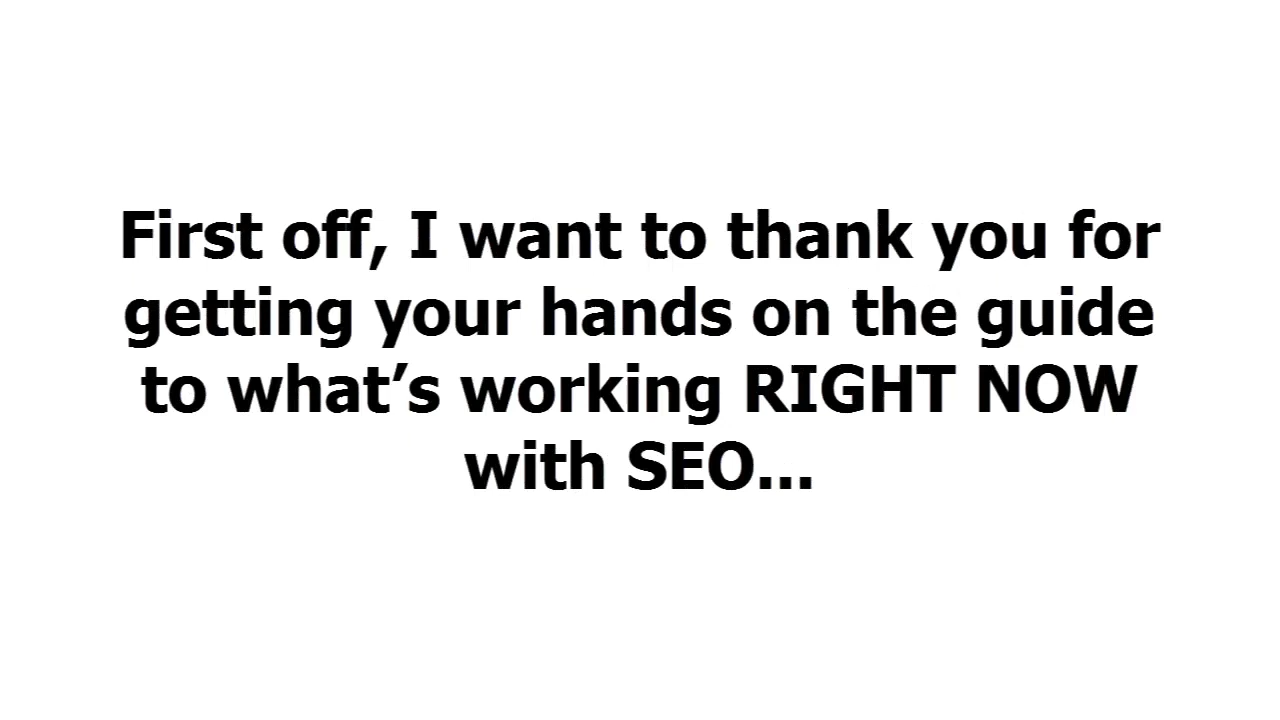 First off, I want to thank you for
getting your hands on the guide
to what’s working RIGHT NOW
with SEO...